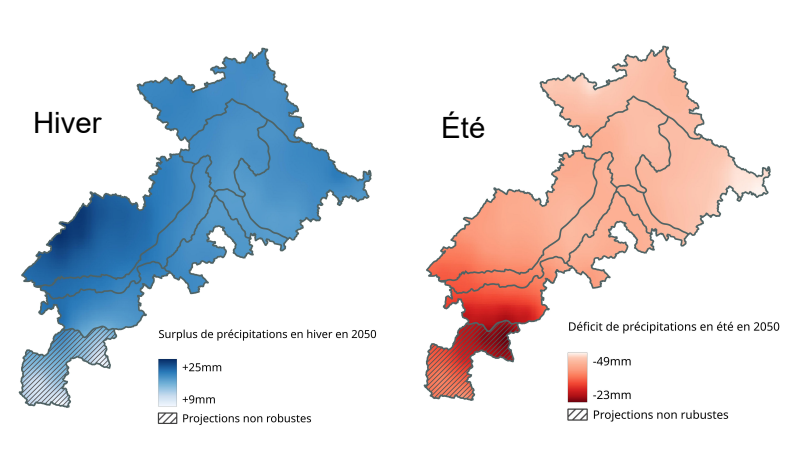 Hiver
Été
Surplus de précipitations en hiver en 2050
+25mm
+9mm
Projections non robustes
Déficit de précipitations en été en 2050
-49mm
-23mm
Projections non rubustes